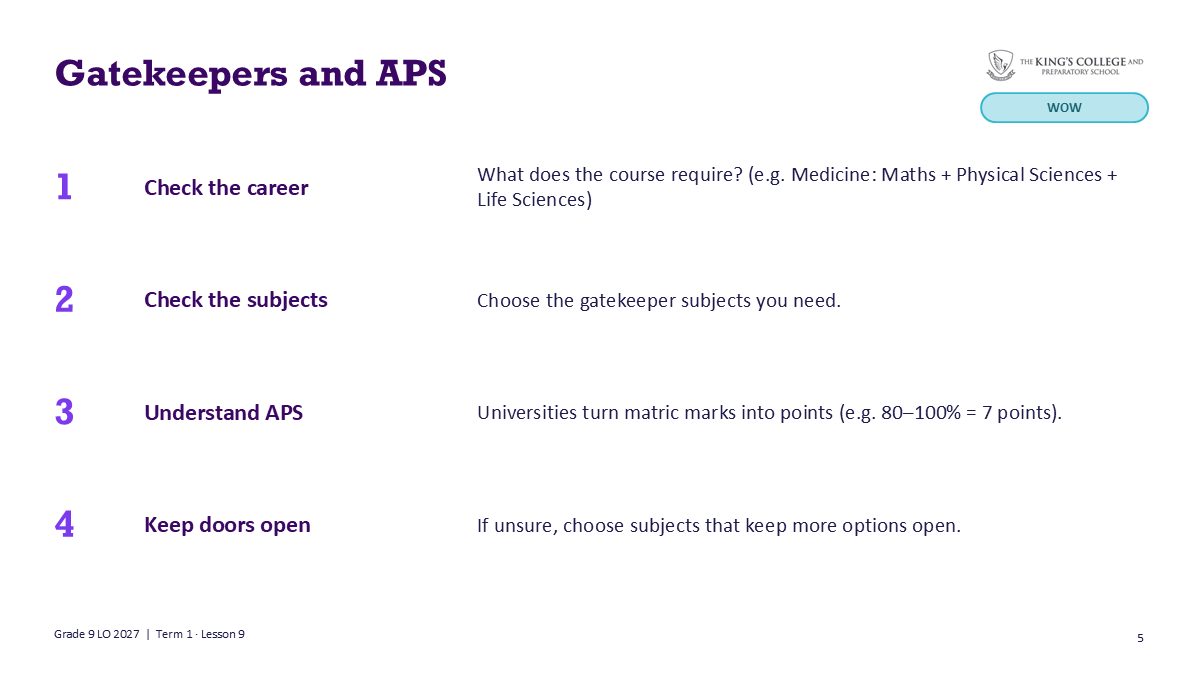 Gatekeepers and APS
THE KING'S COLLEGE AND
PREPARATORY SCHOOL
WOW
1
Check the career
What does the course require? (e.g. Medicine: Maths + Physical Sciences +
Life Sciences)
2
Check the subjects
Choose the gatekeeper subjects you need.
3
Understand APS
Universities turn matric marks into points (e.g. 80–100% = 7 points).
4
Keep doors open
If unsure, choose subjects that keep more options open.
Grade 9 LO 2027 | Term 1 · Lesson 9
5